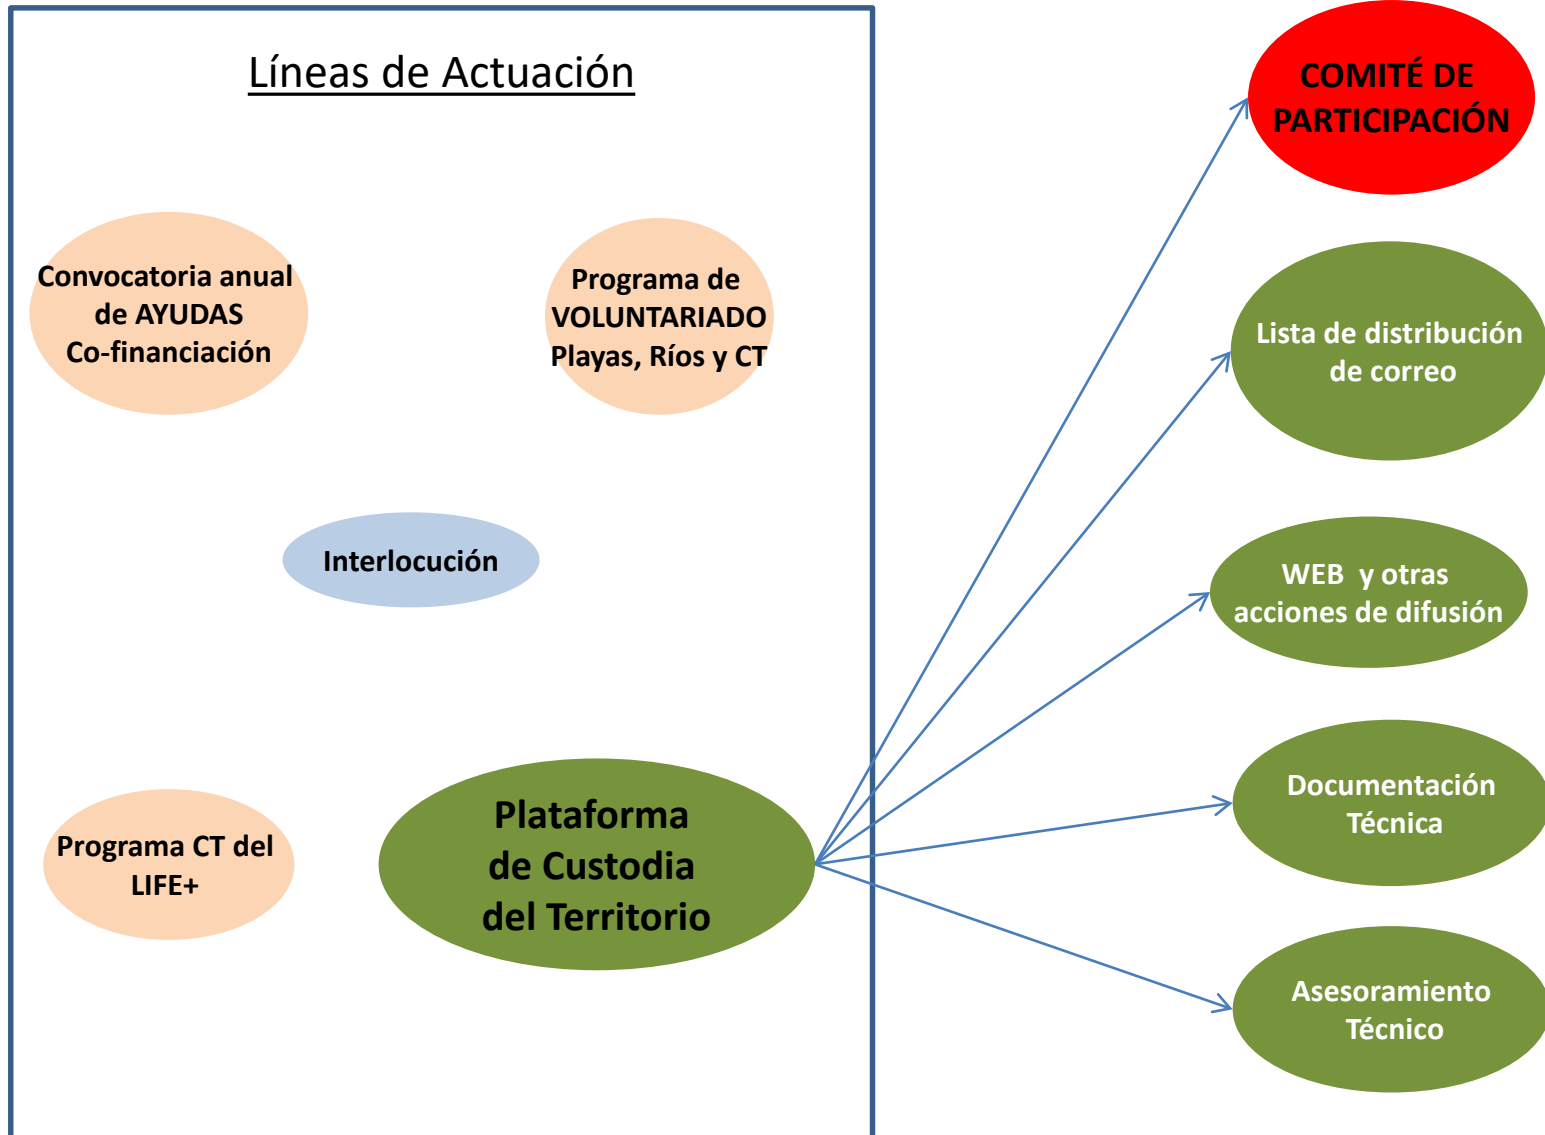 Líneas de Actuación
Convocatoria anual
de AYUDAS
Co-financiación
Programa de
VOLUNTARIADO
Playas, Ríos y CT
Interlocución
Programa CT del
LIFE+
Plataforma
de Custodia
del Territorio
COMITÉ DE
PARTICIPACIÓN
Lista de distribución
de correo
WEB  y otras
acciones de difusión
Documentación
Técnica
Asesoramiento
Técnico